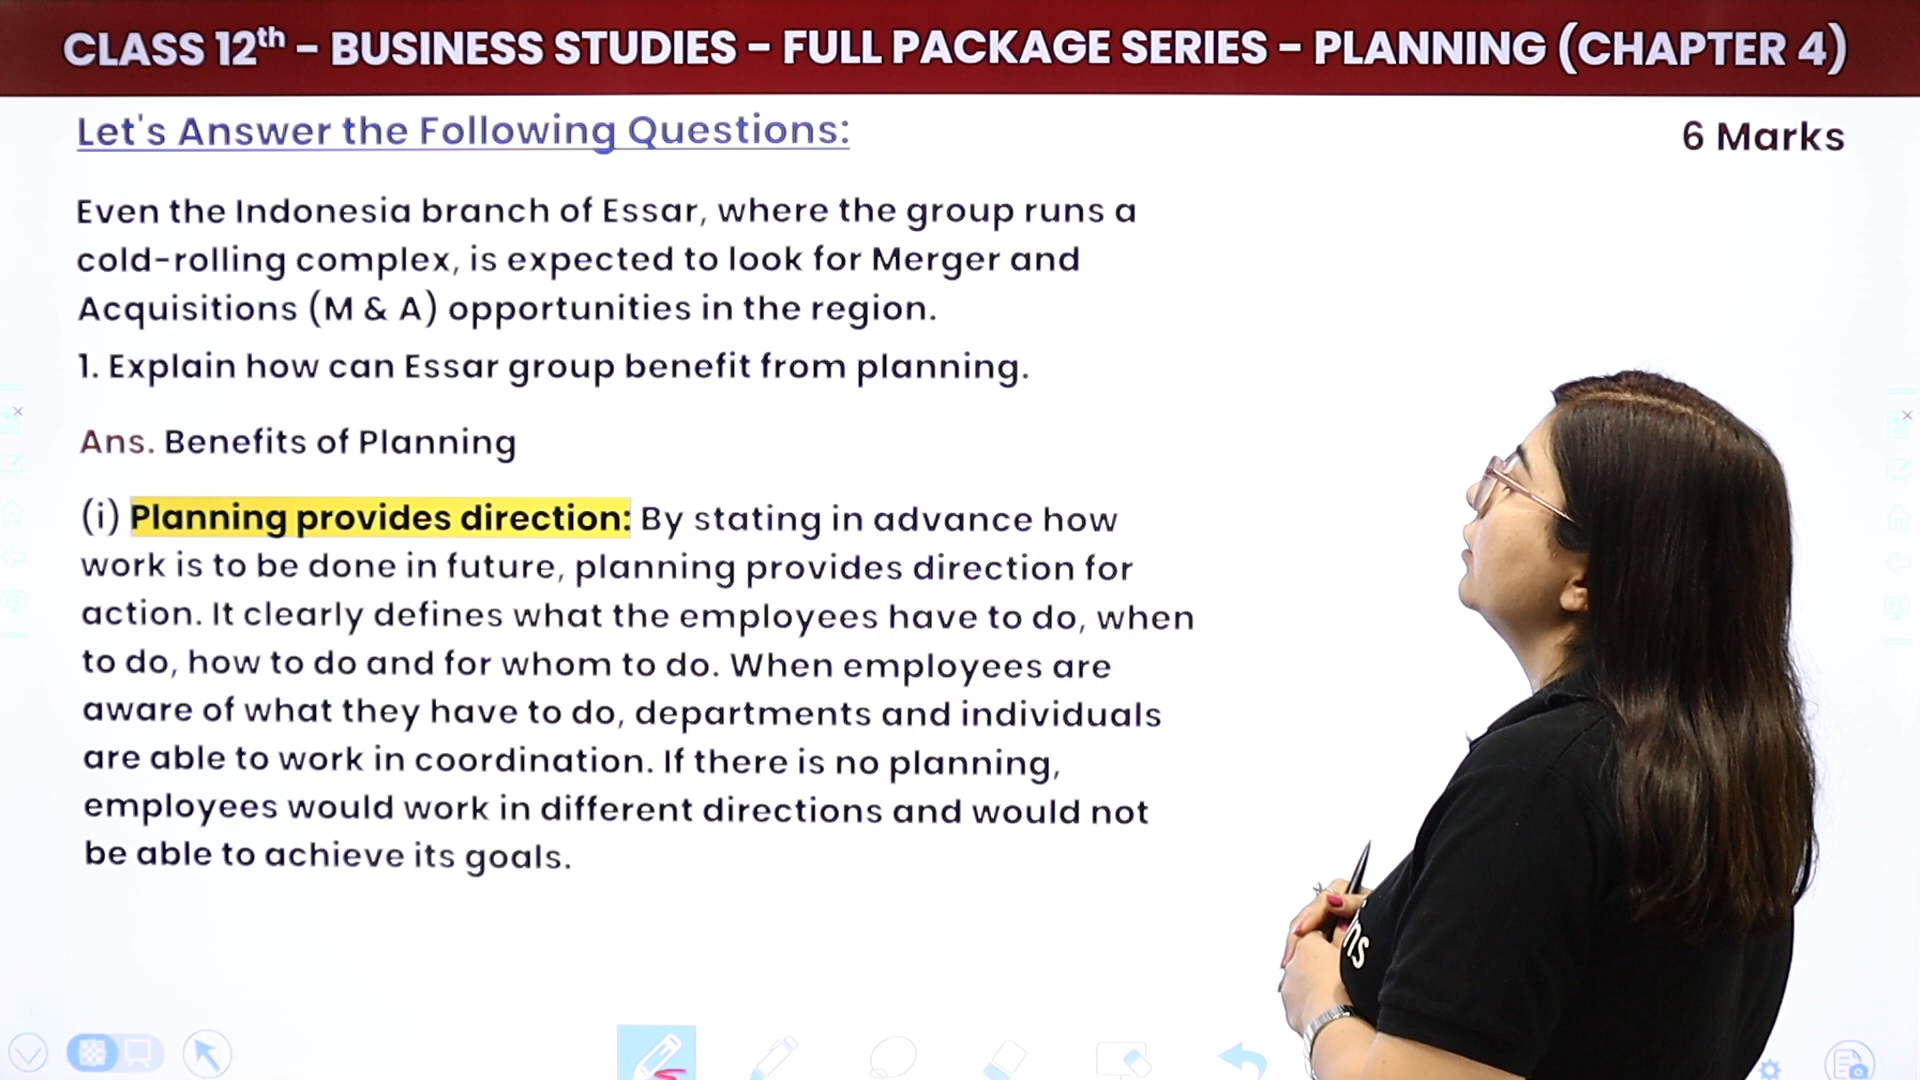 CLASS 12th – BUSINESS STUDIES – FULL PACKAGE SERIES – PLANNING (CHAPTER 4)
Let's Answer the Following Questions:
6 Marks
Even the Indonesia branch of Essar, where the group runs a
cold-rolling complex, is expected to look for Merger and
Acquisitions (M & A) opportunities in the region.
1. Explain how can Essar group benefit from planning.
Ans. Benefits of Planning
(i) Planning provides direction: By stating in advance how
work is to be done in future, planning provides direction for
action. It clearly defines what the employees have to do, when
to do, how to do and for whom to do. When employees are
aware of what they have to do, departments and individuals
are able to work in coordination. If there is no planning,
employees would work in different directions and would not
be able to achieve its goals.